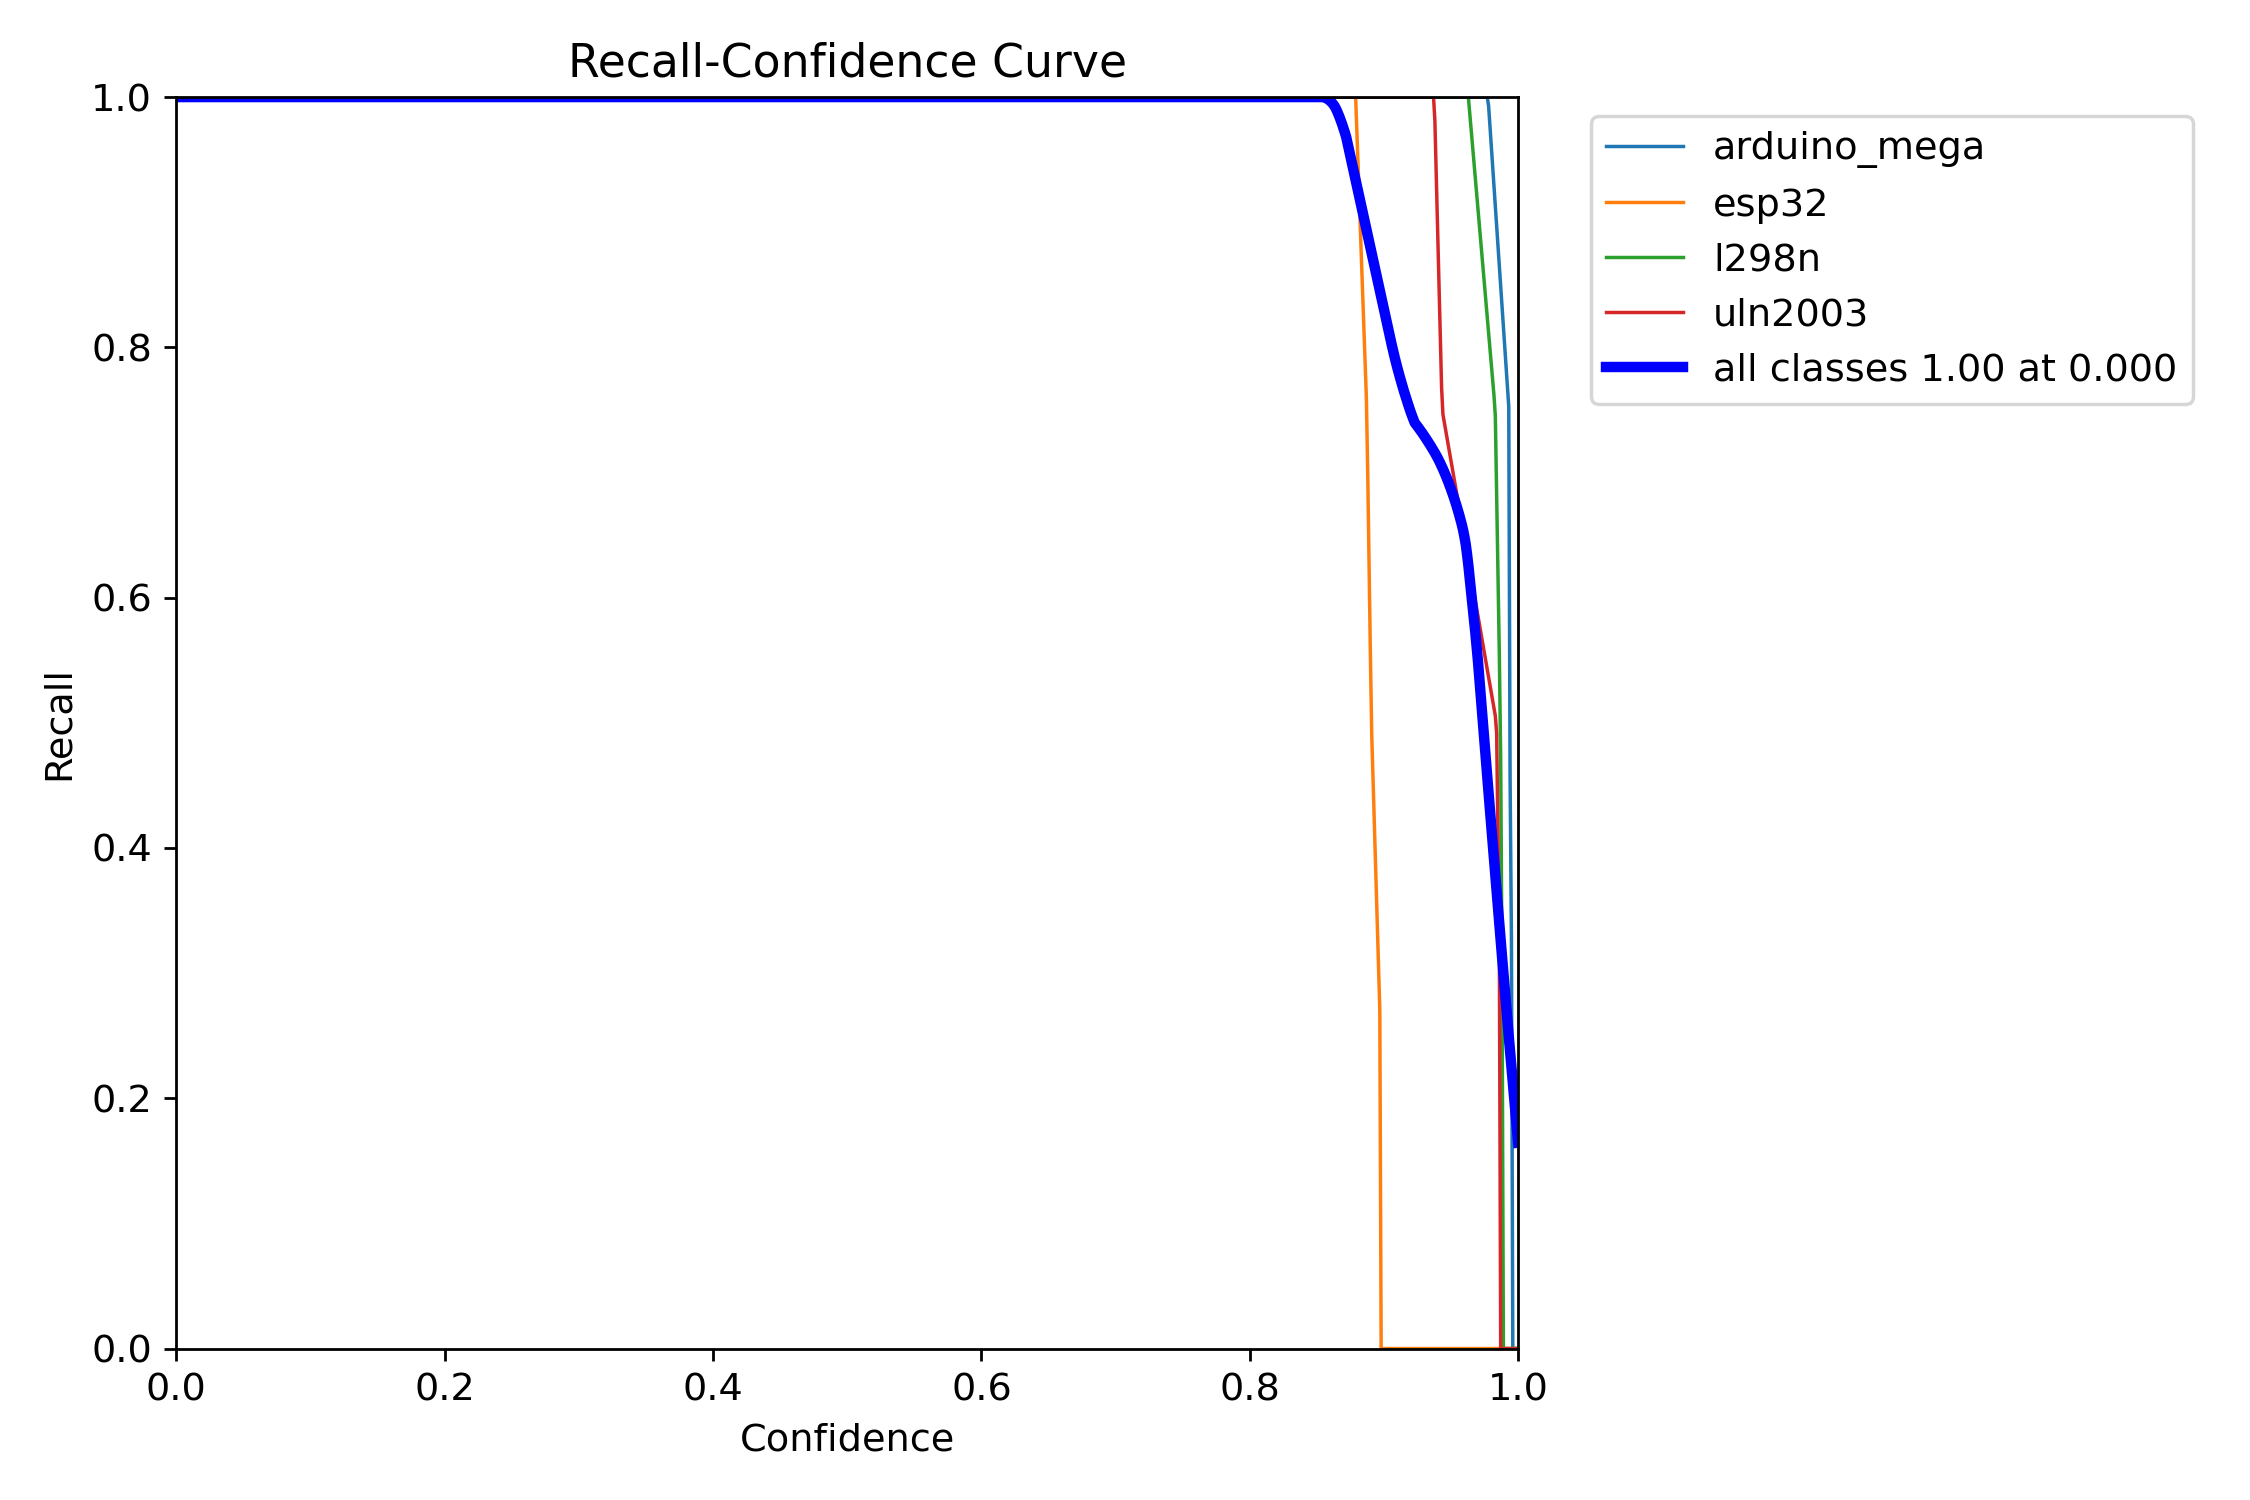 Recall-Confidence Curve
1.0
0.8
0.6
0.4
0.2
0.0
Recall
0.0 0.2 0.4 0.6 0.8 1.0
Confidence
arduino_mega
esp32
l298n
uln2003
all classes 1.00 at 0.000